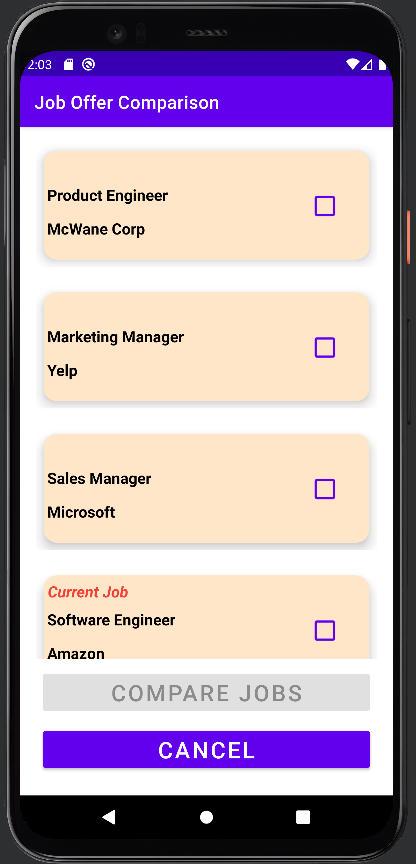 2:03
Job Offer Comparison
Product Engineer
McWane Corp
Marketing Manager
Yelp
Sales Manager
Microsoft
Current Job
Software Engineer
Amazon
COMPARE JOBS
CANCEL